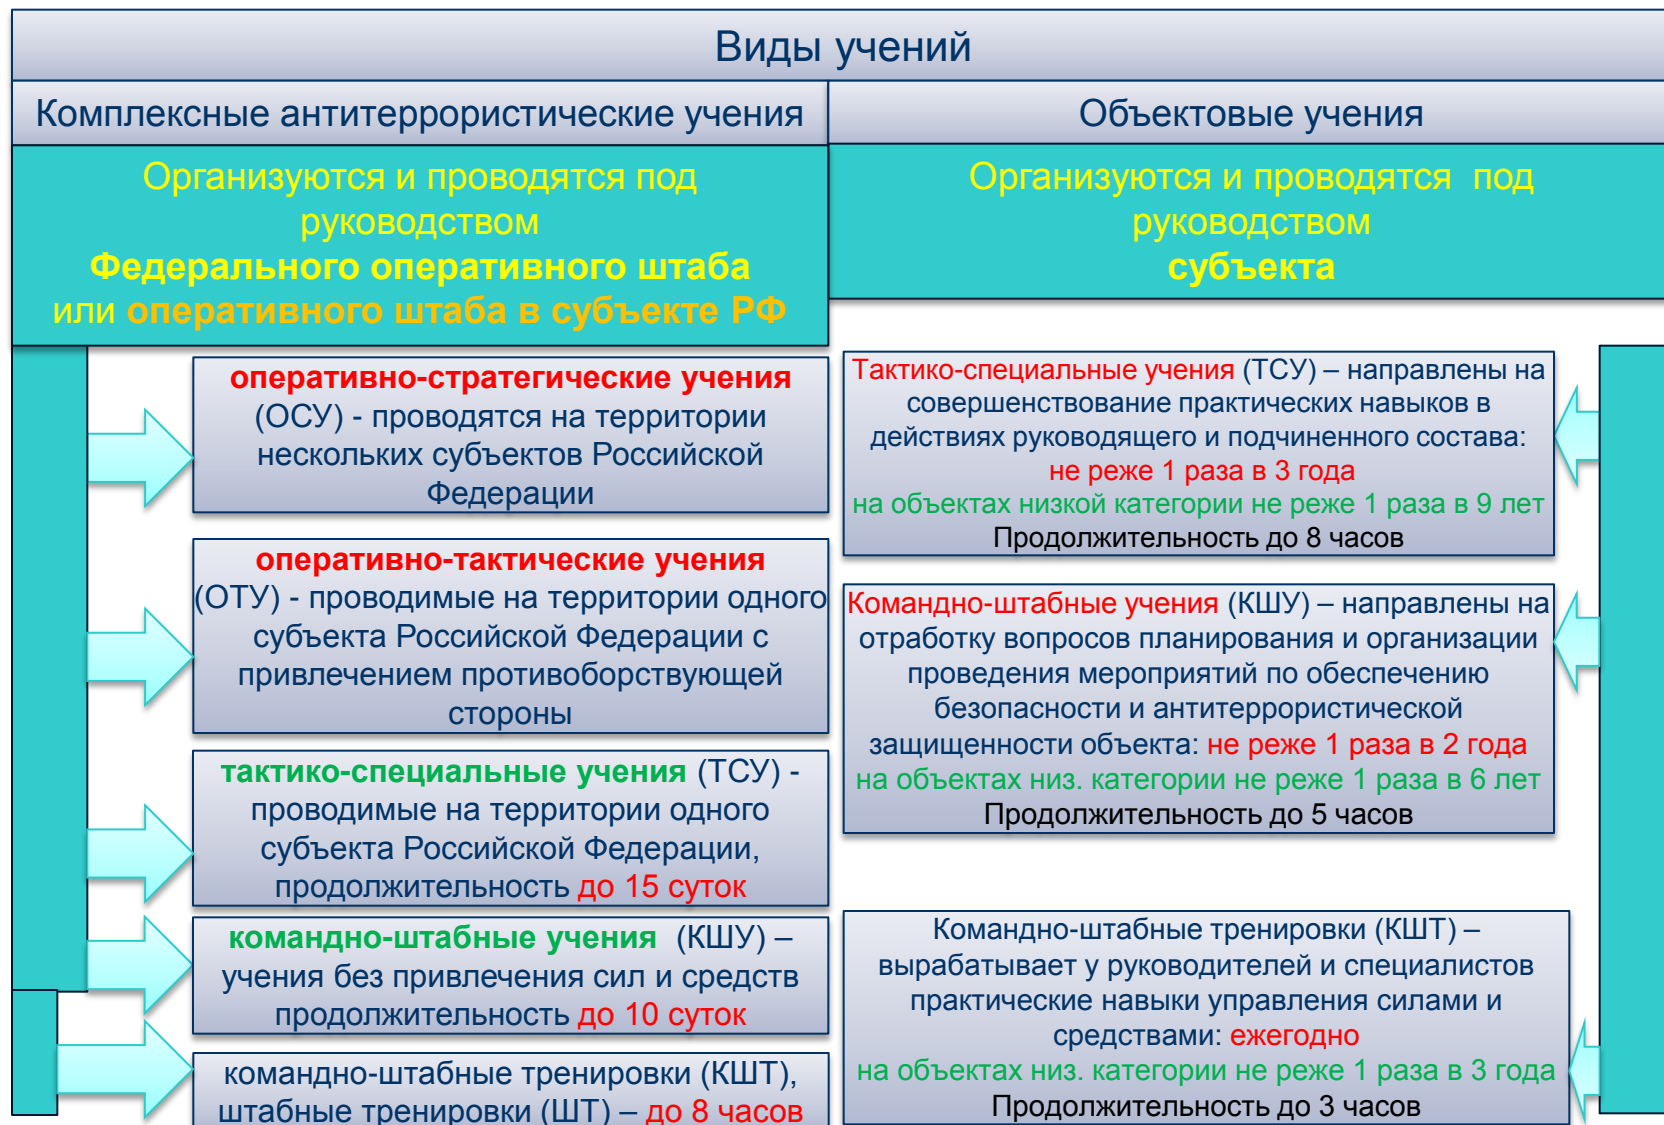 Виды учений
Комплексные антитеррористические учения
Организуются и проводятся под
руководством
Федерального оперативного штаба
или оперативного штаба в субъекте РФ
оперативно-стратегические учения
(ОСУ) - проводятся на территории
нескольких субъектов Российской
Федерации
оперативно-тактические учения
(ОТУ) - проводимые на территории одного
субъекта Российской Федерации с
привлечением противоборствующей
стороны
тактико-специальные учения (ТСУ) -
проводимые на территории одного
субъекта Российской Федерации,
продолжительность до 15 суток
командно-штабные учения (КШУ) –
учения без привлечения сил и средств
продолжительность до 10 суток
командно-штабные тренировки (КШТ),
штабные тренировки (ШТ) – до 8 часов
Объектовые учения
Организуются и проводятся под
руководством
субъекта
Тактико-специальные учения (ТСУ) – направлены на
совершенствование практических навыков в
действиях руководящего и подчиненного состава:
не реже 1 раза в 3 года
на объектах низкой категории не реже 1 раза в 9 лет
Продолжительность до 8 часов
Командно-штабные учения (КШУ) – направлены на
отработку вопросов планирования и организации
проведения мероприятий по обеспечению
безопасности и антитеррористической
защищенности объекта: не реже 1 раза в 2 года
на объектах низ. категории не реже 1 раза в 6 лет
Продолжительность до 5 часов
Командно-штабные тренировки (КШТ) –
вырабатывает у руководителей и специалистов
практические навыки управления силами и
средствами: ежегодно
на объектах низ. категории не реже 1 раза в 3 года
Продолжительность до 3 часов